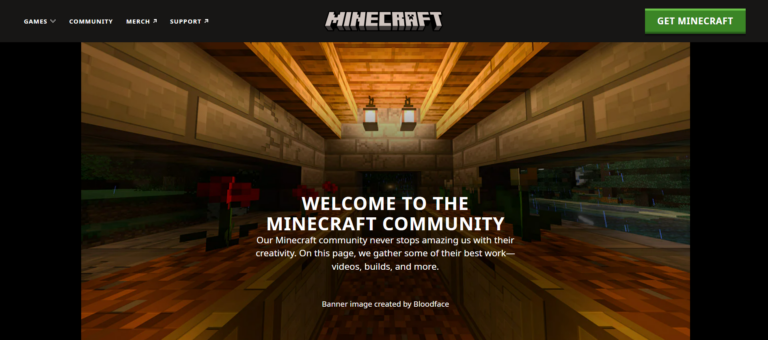 GAMES
COMMUNITY
MERCH
SUPPORT
MINECRAFT
GET MINECRAFT
WELCOME TO THE
MINECRAFT COMMUNITY
Our Minecraft community never stops amazing us with their
creativity. On this page, we gather some of their best work—
videos, builds, and more.
Banner image created by Bloodface